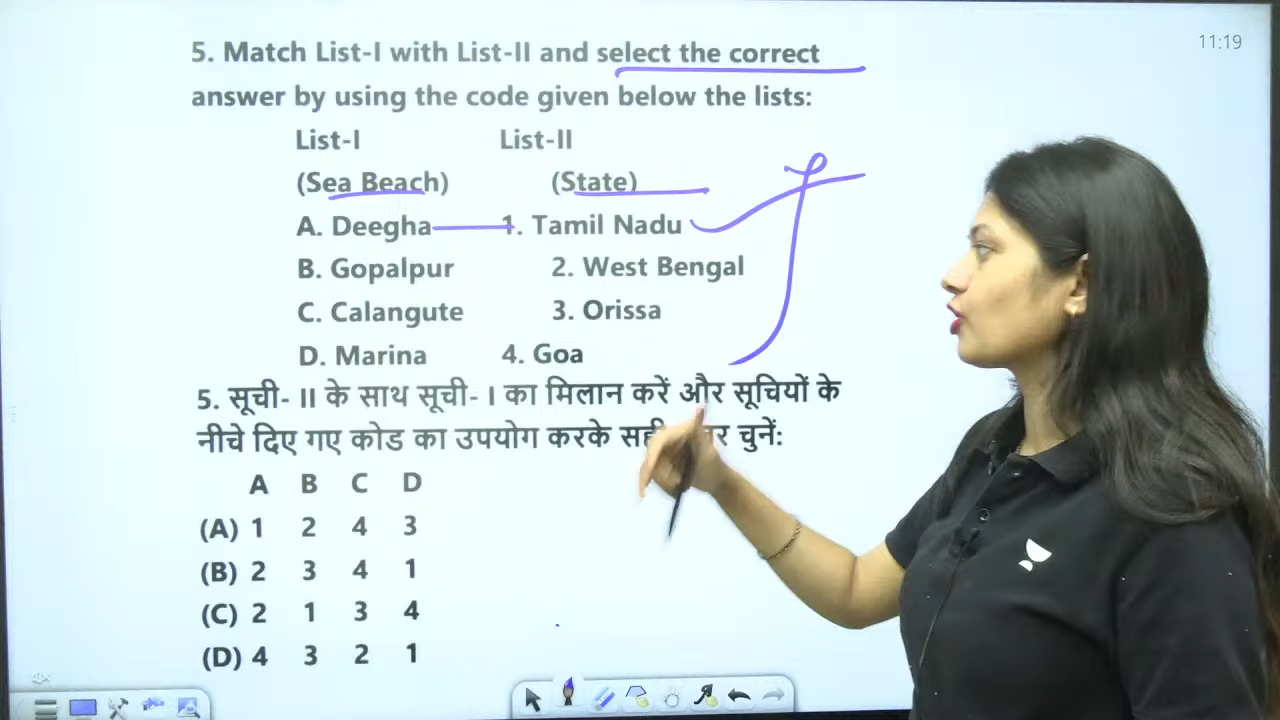 11:19
5. Match List-I with List-II and select the correct
answer by using the code given below the lists:
List-I List-II
(Sea Beach) (State)
A. Deegha 1. Tamil Nadu
B. Gopalpur 2. West Bengal
C. Calangute 3. Orissa
D. Marina 4. Goa
5. सूची- II के साथ सूची- I का मिलान करें और सूचियों के
नीचे दिए गए कोड का उपयोग करके चुनें:
A B C D
(A) 1 2 4 3
(B) 2 3 4 1
(C) 2 1 3 4
(D) 4 3 2 1